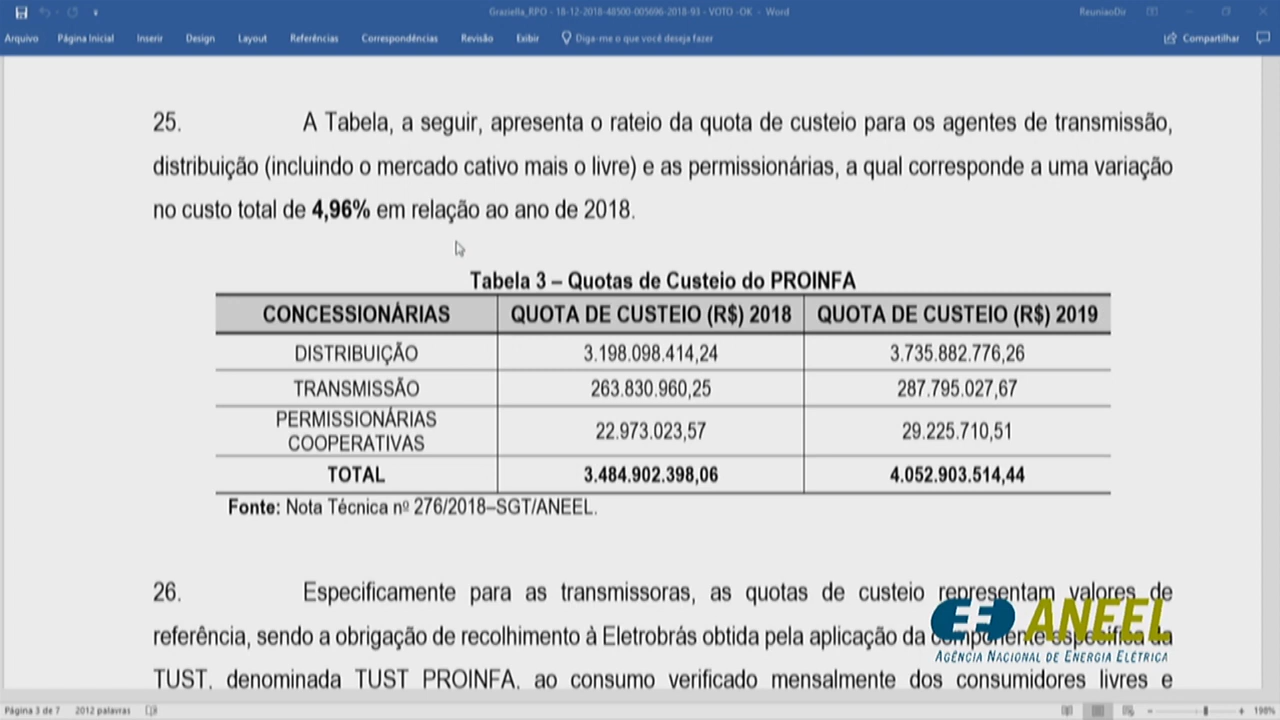 Graziella_RPO - 18-12-2018-48500-005696-2018-93 - VOTO -OK - Word
ReuniaoDir
Arquivo Página Inicial Inserir Design Layout Referências Correspondências Revisão Exibir Diga-me o que você deseja fazer Compartilhar
25. A Tabela, a seguir, apresenta o rateio da quota de custeio para os agentes de transmissão,
distribuição (incluindo o mercado cativo mais o livre) e as permissionárias, a qual corresponde a uma variação
no custo total de 4,96% em relação ao ano de 2018.
Tabela 3 – Quotas de Custeio do PROINFA
CONCESSIONÁRIAS QUOTA DE CUSTEIO (R$) 2018 QUOTA DE CUSTEIO (R$) 2019
DISTRIBUIÇÃO 3.198.098.414,24 3.735.882.776,26
TRANSMISSÃO 263.830.960,25 287.795.027,67
PERMISSIONÁRIAS
COOPERATIVAS 22.973.023,57 29.225.710,51
TOTAL 3.484.902.398,06 4.052.903.514,44
Fonte: Nota Técnica nº 276/2018–SGT/ANEEL.
26. Especificamente para as transmissoras, as quotas de custeio representam valores de
referência, sendo a obrigação de recolhimento à Eletrobrás obtida pela aplicação da componente específica da
TUST, denominada TUST PROINFA, ao consumo verificado mensalmente dos consumidores livres e
ANEEL
AGÊNCIA NACIONAL DE ENERGIA ELÉTRICA
Página 3 de 7 2012 palavras 198%